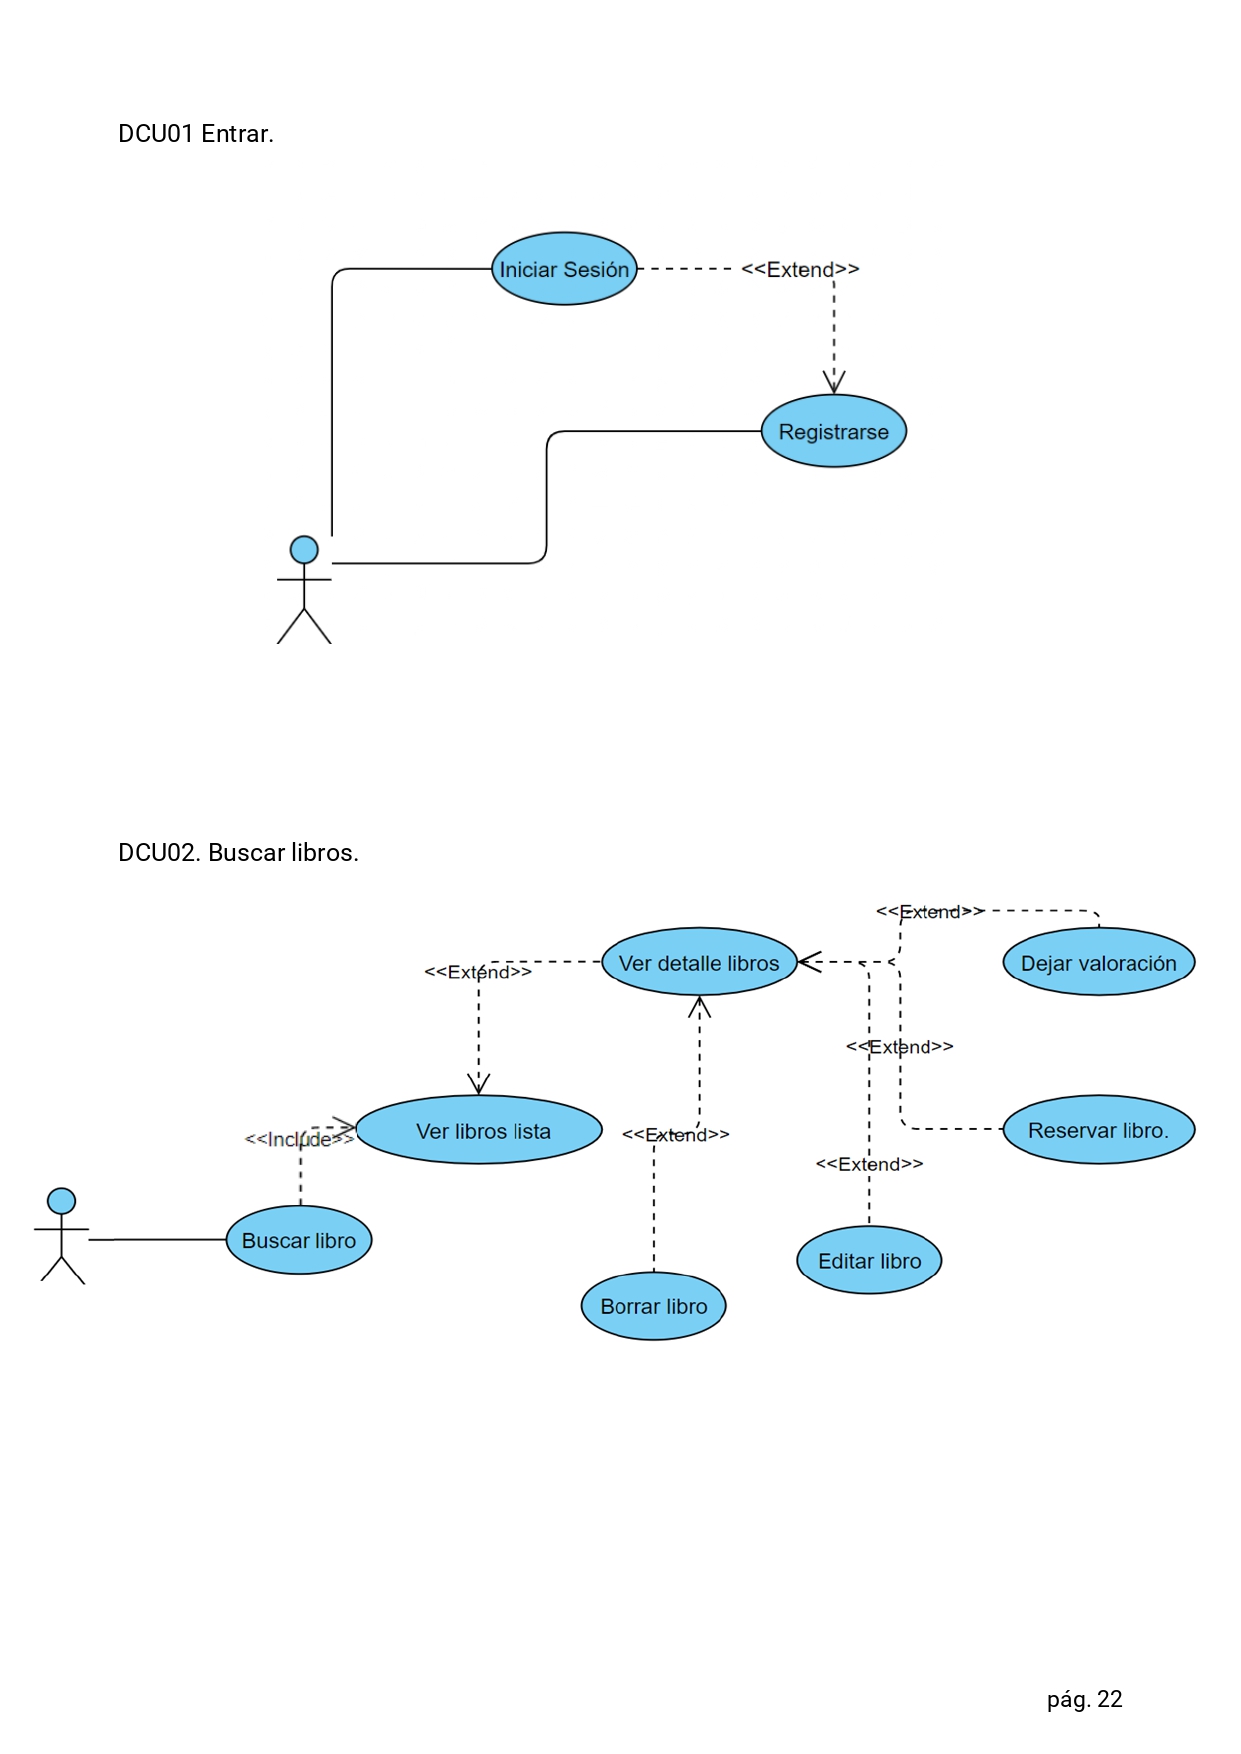 DCU01 Entrar.
Iniciar Sesión
<<Extend>>
Registrarse
DCU02. Buscar libros.
<<Extend>>
Ver detalle libros
Dejar valoración
<<Extend>>
<<Extend>>
Ver libros lista
<<Include>>
<<Extend>>
Reservar libro.
<<Extend>>
Buscar libro
Editar libro
Borrar libro
pág. 22